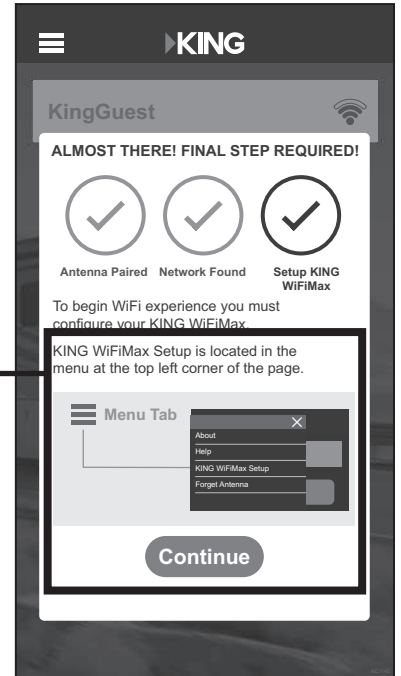 KING
KingGuest
ALMOST THERE! FINAL STEP REQUIRED!
Antenna Paired Network Found Setup KING
WiFiMax
To begin WiFi experience you must
configure your KING WiFiMax.
KING WiFiMax Setup is located in the
menu at the top left corner of the page.
Menu Tab
About
Help
KING WiFiMax Setup
Forget Antenna
Continue